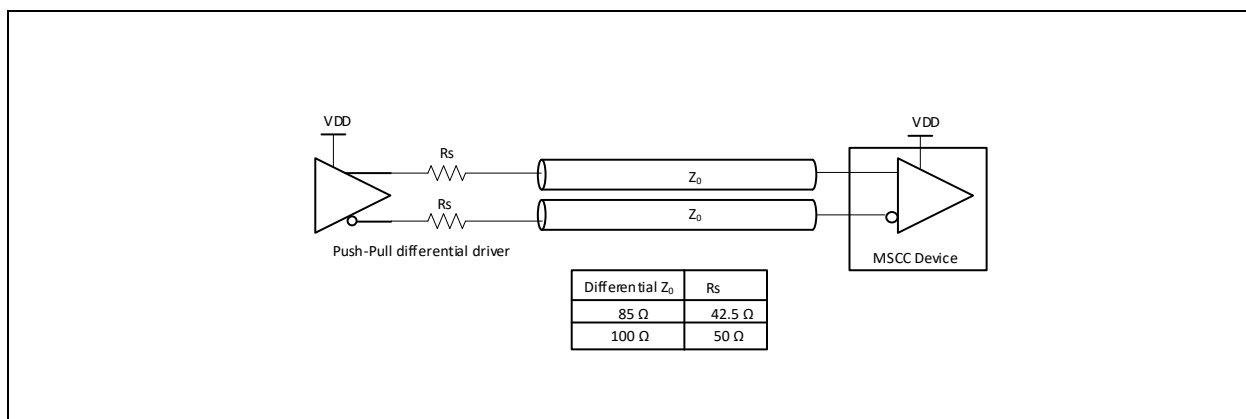 VDD
VDD
Rs
Z₀
Rs
Z₀
Push-Pull differential driver
MSCC Device
Differential Z₀ Rs
85 Ω 42.5 Ω
100 Ω 50 Ω